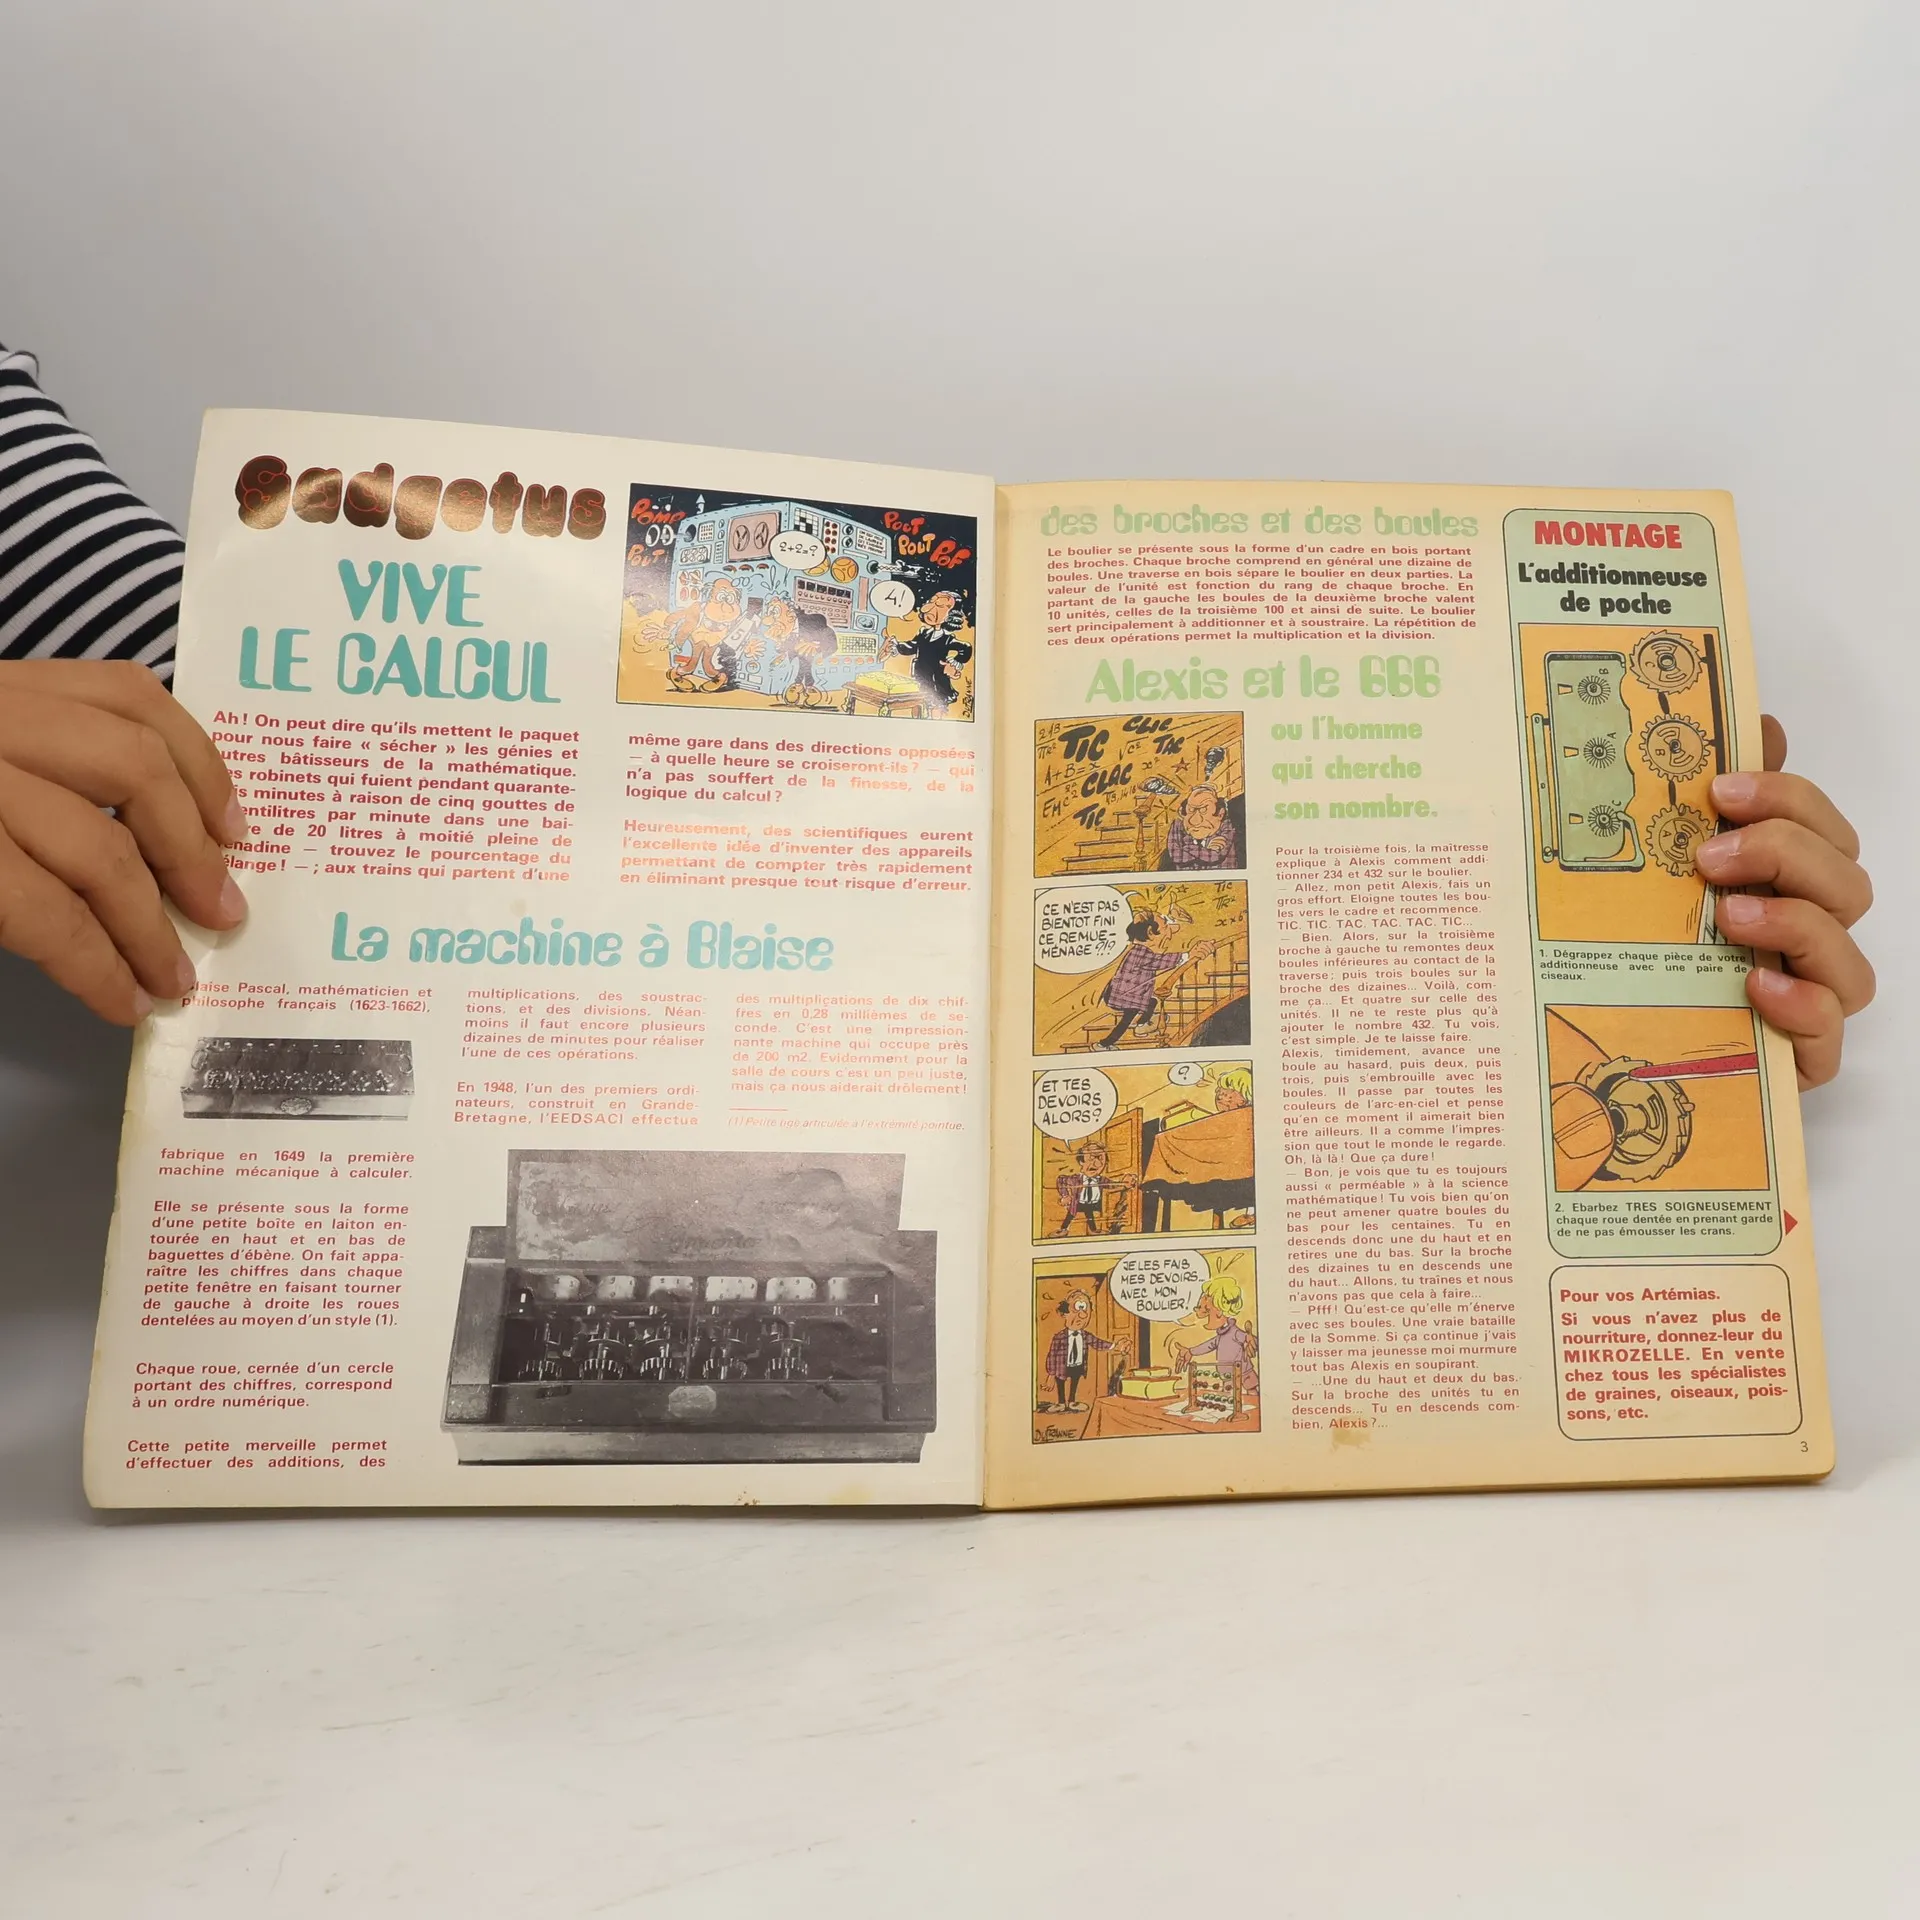 Gadgetus
VIVE
LE CALCUL
POMP
POUT
2+2=?
POUT
POUT POF
4!
DUFRANNE
Ah! On peut dire qu'ils mettent le paquet
pour nous faire « sécher » les génies et
autres bâtisseurs de la mathématique.
robinets qui fuient pendant quarante-
minutes à raison de cinq gouttes de
entilitres par minute dans une bai-
de 20 litres à moitié pleine de
enadine — trouvez le pourcentage du
élange! — ; aux trains qui partent d'une
même gare dans des directions opposées
— à quelle heure se croiseront-ils? — qui
n'a pas souffert de la finesse, de la
logique du calcul?
Heureusement, des scientifiques eurent
l'excellente idée d'inventer des appareils
permettant de compter très rapidement
en éliminant presque tout risque d'erreur.
La machine à Blaise
laise Pascal, mathématicien et
philosophe français (1623-1662),
fabrique en 1649 la première
machine mécanique à calculer.
Elle se présente sous la forme
d'une petite boîte en laiton en-
tourée en haut et en bas de
baguettes d'ébène. On fait appa-
raître les chiffres dans chaque
petite fenêtre en faisant tourner
de gauche à droite les roues
dentelées au moyen d'un style (1).
Chaque roue, cernée d'un cercle
portant des chiffres, correspond
à un ordre numérique.
Cette petite merveille permet
d'effectuer des additions, des
multiplications, des soustrac-
tions, et des divisions. Néan-
moins il faut encore plusieurs
dizaines de minutes pour réaliser
l'une de ces opérations.
En 1948, l'un des premiers ordi-
nateurs, construit en Grande-
Bretagne, l'EEDSACI effectue
des multiplications de dix chif-
fres en 0,28 millièmes de se-
conde. C'est une impression-
nante machine qui occupe près
de 200 m2. Evidemment pour la
salle de cours c'est un peu juste,
mais ça nous aiderait drôlement!
(1) Petite tige articulée à l'extrémité pointue.
des broches et des boules
Le boulier se présente sous la forme d'un cadre en bois portant
des broches. Chaque broche comprend en général une dizaine de
boules. Une traverse en bois sépare le boulier en deux parties. La
valeur de l'unité est fonction du rang de chaque broche. En
partant de la gauche les boules de la deuxième broche valent
10 unités, celles de la troisième 100 et ainsi de suite. Le boulier
sert principalement à additionner et à soustraire. La répétition de
ces deux opérations permet la multiplication et la division.
Alexis et le 666
ou l'homme
qui cherche
son nombre.
TIC
CLIC
TAC
A+B=
CLAC
TIC
CE N'EST PAS
BIENTOT FINI
CE REMUE-
MÉNAGE ?!?
TIC
ET TES
DEVOIRS
ALORS?
?
JE LES FAIS
MES DEVOIRS...
AVEC MON
BOULIER!
DUFRANNE
Pour la troisième fois, la maîtresse
explique à Alexis comment addi-
tionner 234 et 432 sur le boulier.
— Allez, mon petit Alexis, fais un
gros effort. Eloigne toutes les bou-
les vers le cadre et recommence.
TIC. TIC. TAC. TAC. TAC. TIC...
— Bien. Alors, sur la troisième
broche à gauche tu remontes deux
boules inférieures au contact de la
traverse; puis trois boules sur la
broche des dizaines... Voilà, com-
me ça... Et quatre sur celle des
unités. Il ne te reste plus qu'à
ajouter le nombre 432. Tu vois,
c'est simple. Je te laisse faire.
Alexis, timidement, avance une
boule au hasard, puis deux, puis
trois, puis s'embrouille avec les
boules. Il passe par toutes les
couleurs de l'arc-en-ciel et pense
qu'en ce moment il aimerait bien
être ailleurs. Il a comme l'impres-
sion que tout le monde le regarde.
Oh, là là! Que ça dure!
— Bon, je vois que tu es toujours
aussi « perméable » à la science
mathématique! Tu vois bien qu'on
ne peut amener quatre boules du
bas pour les centaines. Tu en
descends donc une du haut et en
retires une du bas. Sur la broche
des dizaines tu en descends une
du haut... Allons, tu traînes et nous
n'avons pas que cela à faire...
— Pfff! Qu'est-ce qu'elle m'énerve
avec ses boules. Une vraie bataille
de la Somme. Si ça continue j'vais
y laisser ma jeunesse moi murmure
tout bas Alexis en soupirant.
— ...Une du haut et deux du bas.
Sur la broche des unités tu en
descends... Tu en descends com-
bien, Alexis?...
MONTAGE
L'additionneuse
de poche
B
A
C
B
A
1. Dégrappez chaque pièce de votre
additionneuse avec une paire de
ciseaux.
2. Ebarbez TRES SOIGNEUSEMENT
chaque roue dentée en prenant garde
de ne pas émousser les crans.
Pour vos Artémias.
Si vous n'avez plus de
nourriture, donnez-leur du
MIKROZELLE. En vente
chez tous les spécialistes
de graines, oiseaux, pois-
sons, etc.
3